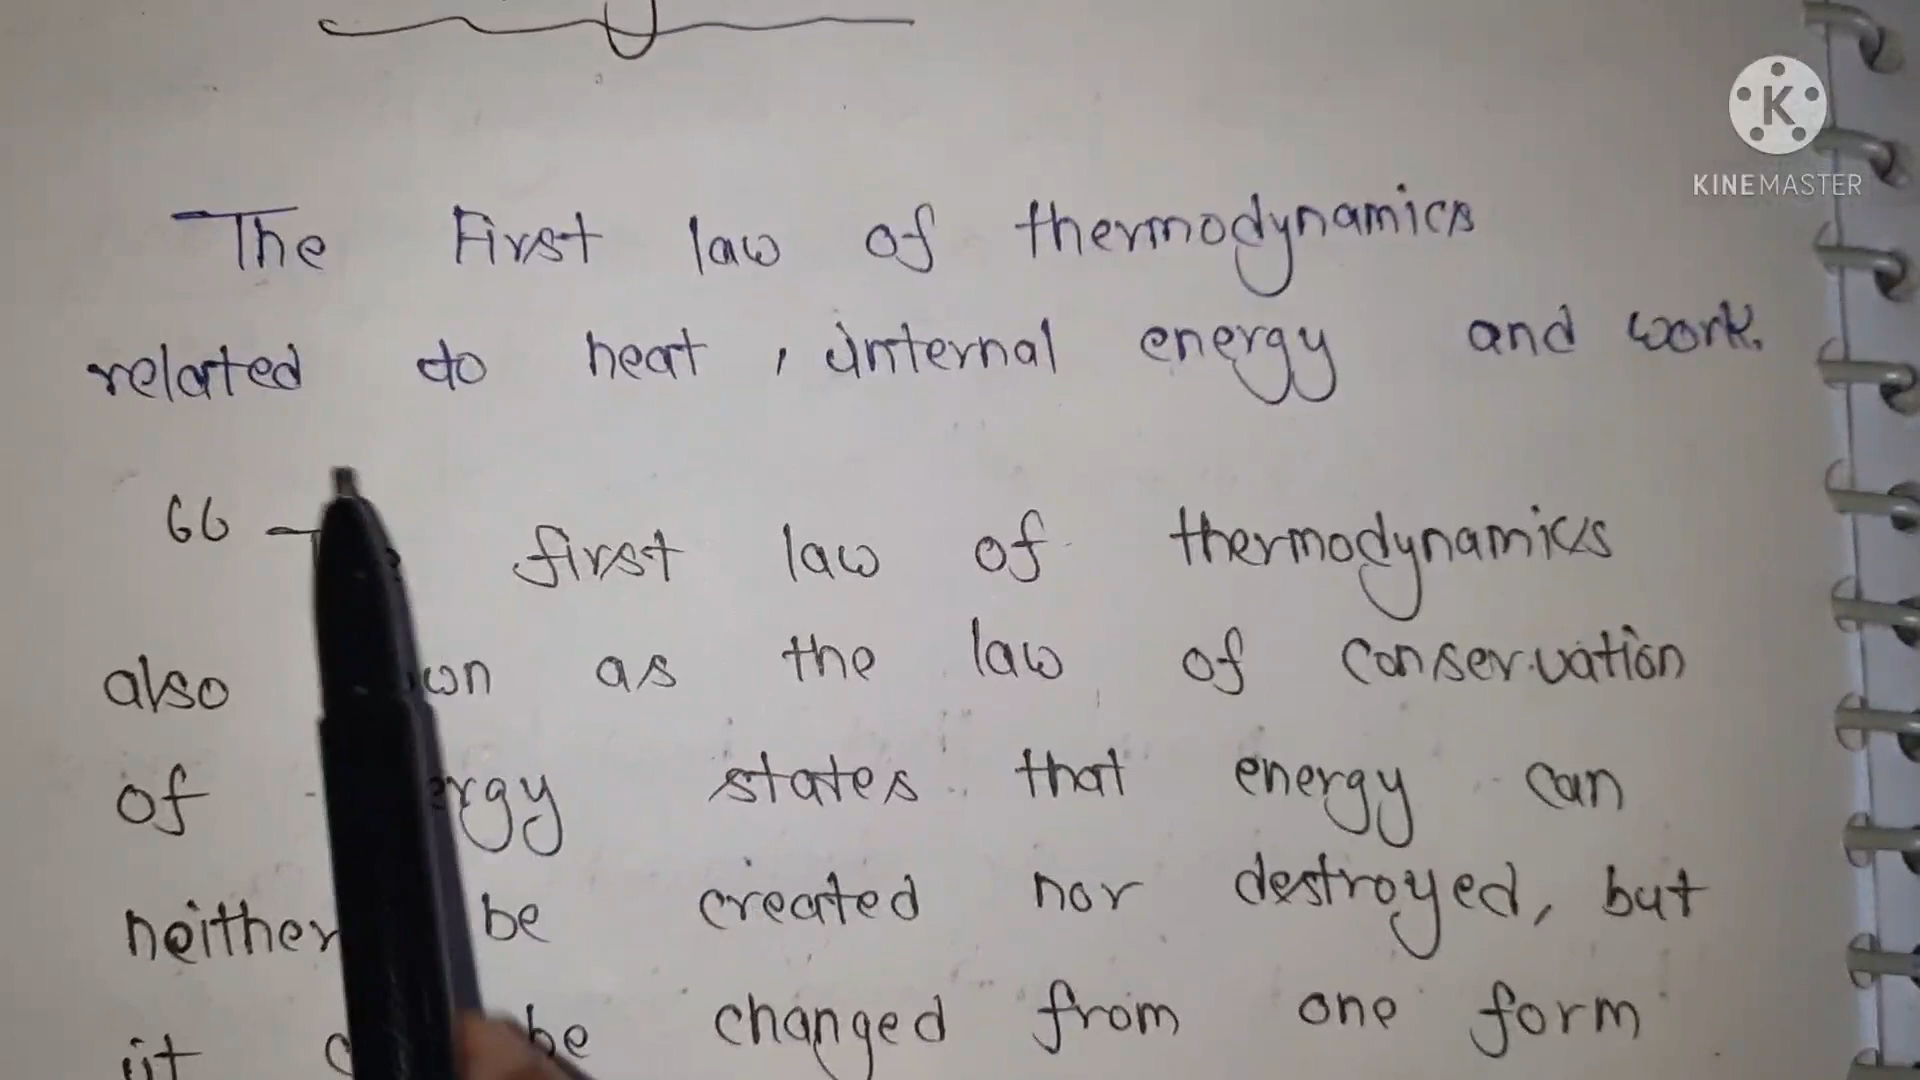 K
KINEMASTER
The First law of thermodynamics
related to heat, internal energy and work.
“ first law of thermodynamics
also as the law of conservation
of states that energy can
neither be created nor destroyed, but
it be changed from one form